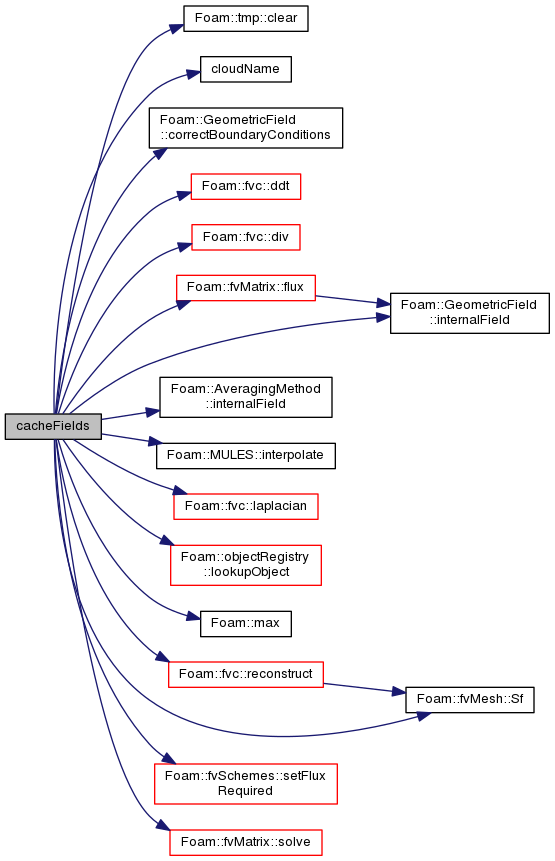 Foam::tmp::clear
cloudName
Foam::GeometricField
::correctBoundaryConditions
Foam::fvc::ddt
Foam::fvc::div
Foam::fvMatrix::flux
Foam::GeometricField
::internalField
Foam::AveragingMethod
::internalField
cacheFields
Foam::MULES::interpolate
Foam::fvc::laplacian
Foam::objectRegistry
::lookupObject
Foam::max
Foam::fvc::reconstruct
Foam::fvMesh::Sf
Foam::fvSchemes::setFlux
Required
Foam::fvMatrix::solve